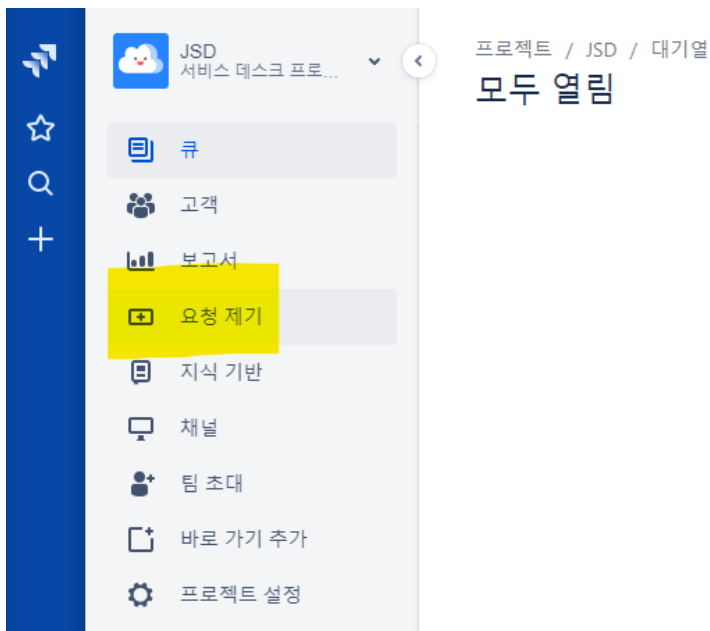 JSD
서비스 데스크 프로...
프로젝트 / JSD / 대기열
모두 열림
큐
고객
보고서
요청 제기
지식 기반
채널
팀 초대
바로 가기 추가
프로젝트 설정